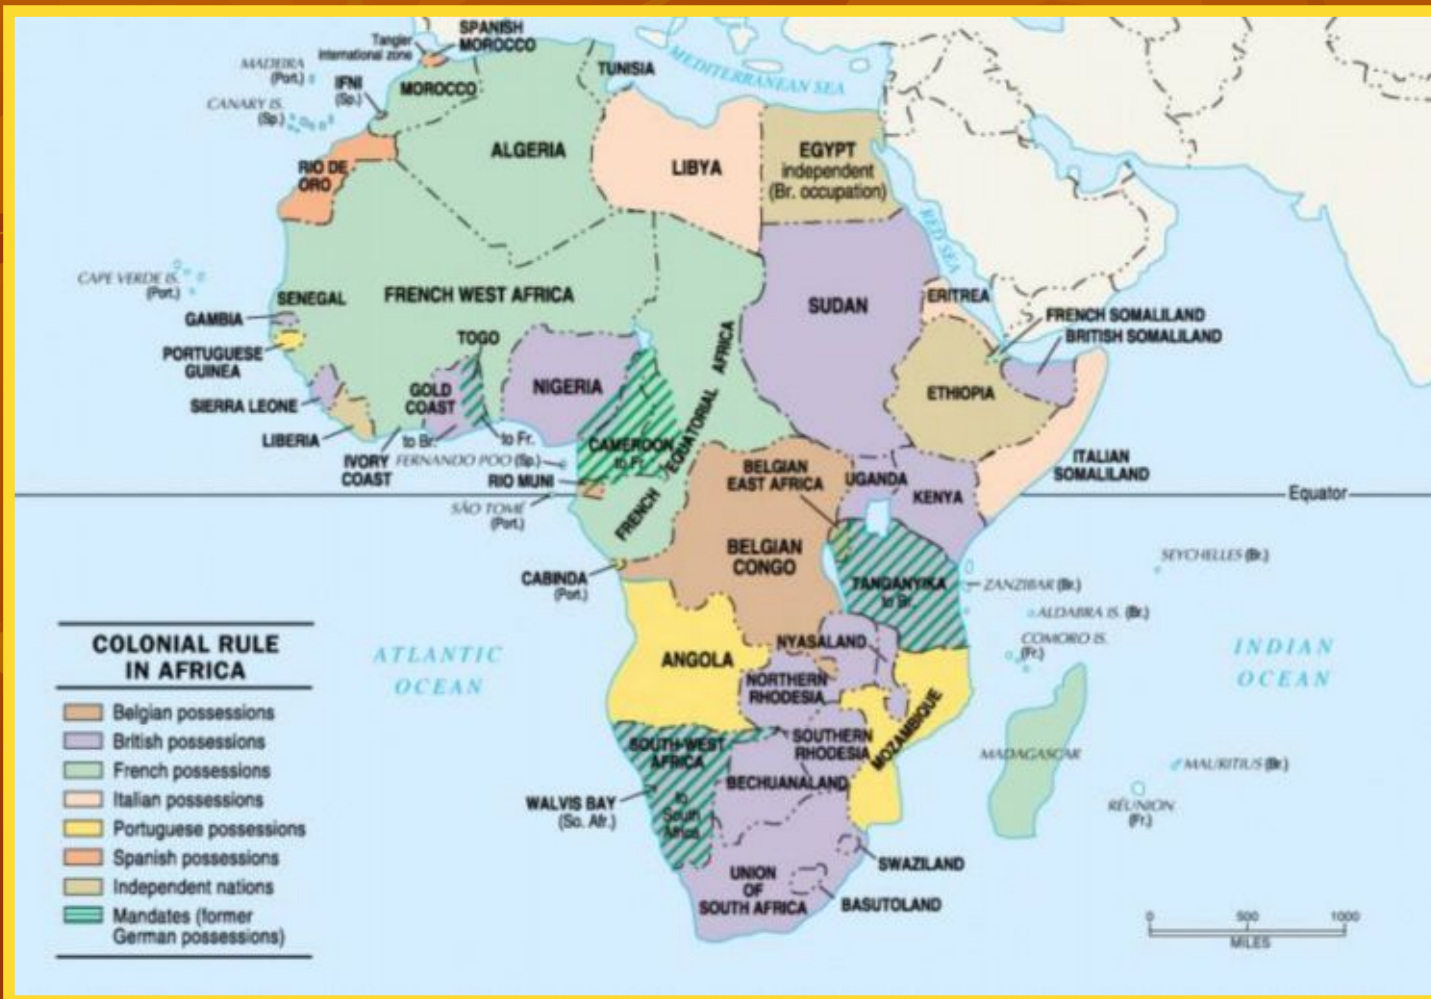 SPANISH
MOROCCO
Tangier
international zone
MADEIRA
(Port.)
IFNI
(Sp.)
MOROCCO
TUNISIA
MEDITERRANEAN SEA
CANARY IS.
(Sp.)
ALGERIA
LIBYA
EGYPT
independent
(Br. occupation)
RIO DE
ORO
RED SEA
CAPE VERDE IS.
(Port.)
SENEGAL
FRENCH WEST AFRICA
SUDAN
ERITREA
GAMBIA
FRENCH SOMALILAND
BRITISH SOMALILAND
TOGO
PORTUGUESE
GUINEA
NIGERIA
GOLD
COAST
ETHIOPIA
SIERRA LEONE
LIBERIA
to Br.
to Fr.
CAMEROON
to Fr.
FRENCH EQUATORIAL AFRICA
IVORY
COAST
FERNANDO POO (Sp.)
RIO MUNI
BELGIAN
EAST AFRICA
UGANDA
KENYA
ITALIAN
SOMALILAND
Equator
SÃO TOMÉ
(Port.)
BELGIAN
CONGO
SEYCHELLES (Br.)
CABINDA
(Port.)
TANGANYIKA
to Br.
ZANZIBAR (Br.)
ALDABRA IS. (Br.)
COMORO IS.
(Fr.)
COLONIAL RULE
IN AFRICA
ATLANTIC
OCEAN
INDIAN
OCEAN
ANGOLA
NYASALAND
NORTHERN
RHODESIA
MOZAMBIQUE
SOUTHERN
RHODESIA
SOUTH-WEST
AFRICA
to
South
Africa
BECHUANALAND
MADAGASCAR
MAURITIUS (Br.)
RÉUNION
(Fr.)
WALVIS BAY
(So. Afr.)
SWAZILAND
UNION
OF
SOUTH AFRICA
BASUTOLAND
Belgian possessions
British possessions
French possessions
Italian possessions
Portuguese possessions
Spanish possessions
Independent nations
Mandates (former
German possessions)
0 500 1000
MILES